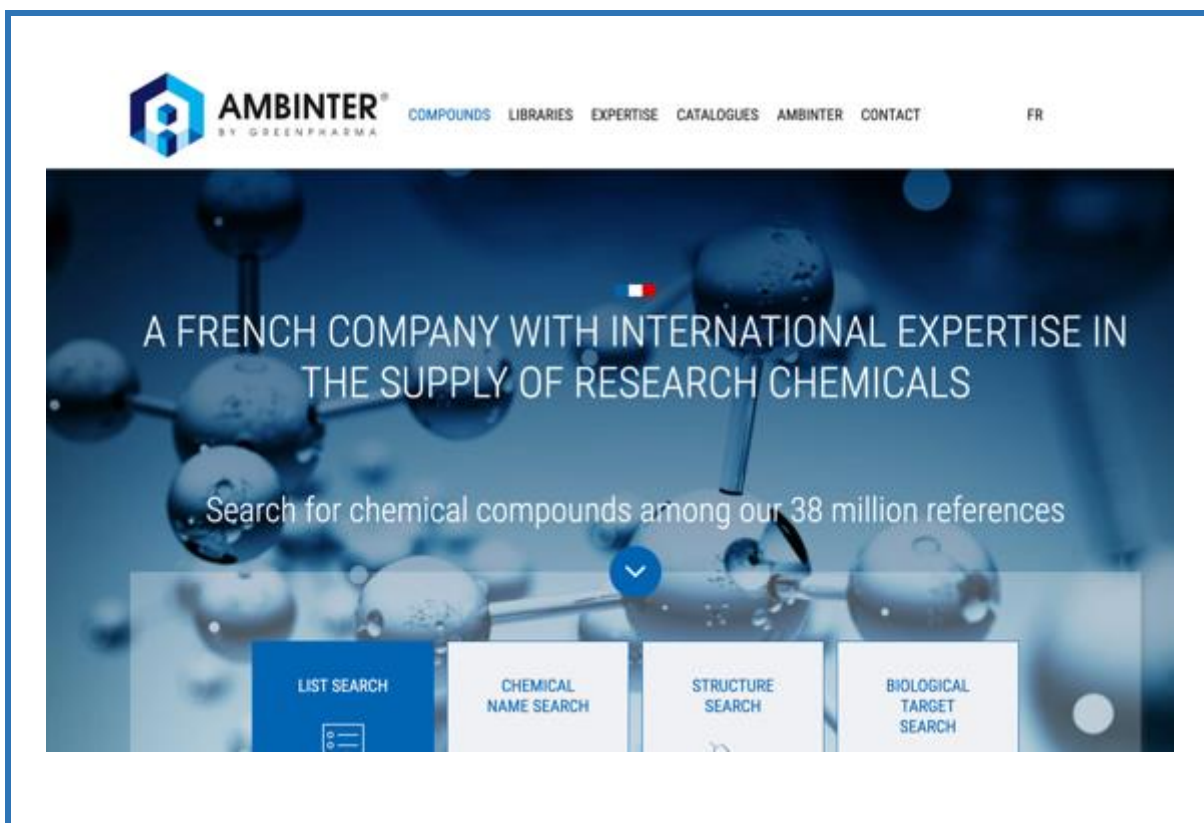 AMBINTER®
BY GREENPHARMA
COMPOUNDS LIBRARIES EXPERTISE CATALOGUES AMBINTER CONTACT FR
A FRENCH COMPANY WITH INTERNATIONAL EXPERTISE IN
THE SUPPLY OF RESEARCH CHEMICALS
Search for chemical compounds among our 38 million references
LIST SEARCH
CHEMICAL
NAME SEARCH
STRUCTURE
SEARCH
BIOLOGICAL
TARGET
SEARCH